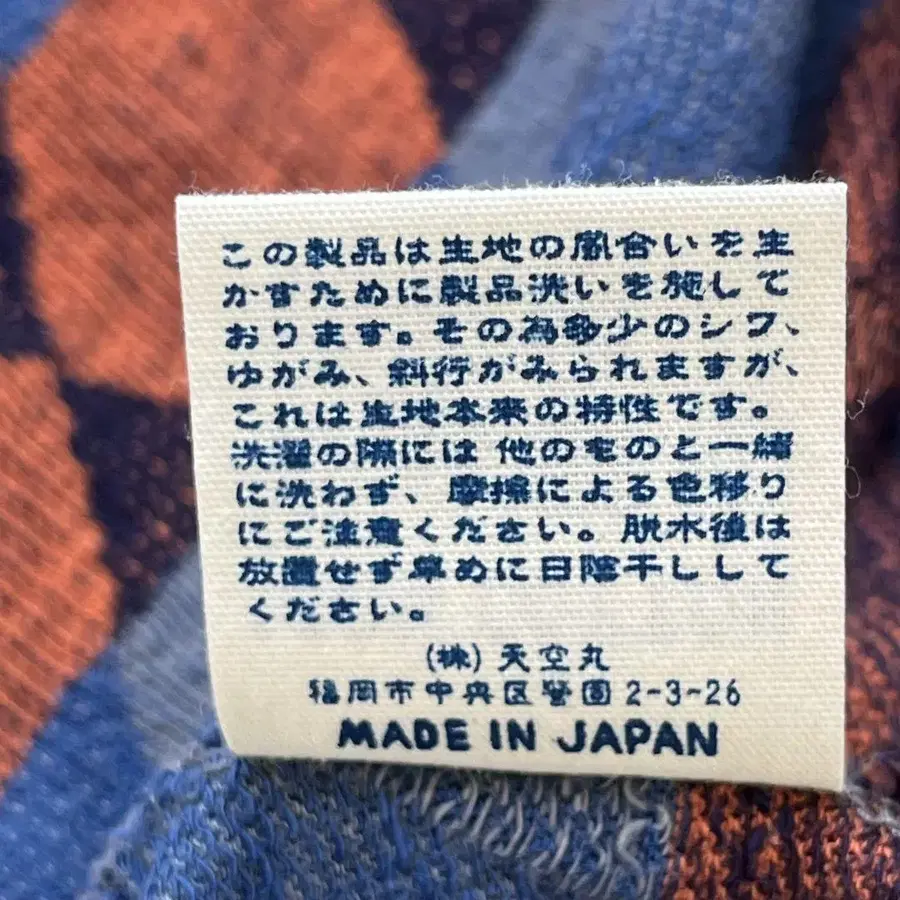 この製品は生地の風合いを生
かすために製品洗いを施して
おります。その為多少のシワ、
ゆがみ、斜行がみられますが、
これは生地本来の特性です。
洗濯の際には他のものと一緒
に洗わず、摩擦による色移り
にご注意ください。脱水後は
放置せず早めに日陰干しして
ください。
(株)天空丸
福岡市中央区警固2-3-26
MADE IN JAPAN